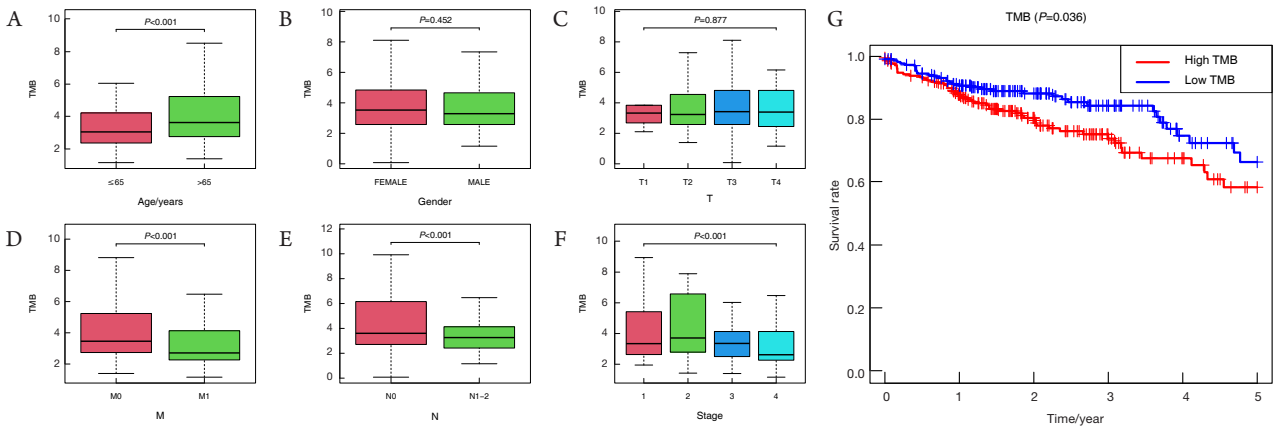 A
P<0.001
10
8
6
4
2
TMB
≤65
>65
Age/years
B
P=0.452
10
8
6
4
2
0
TMB
FEMALE
MALE
Gender
C
P=0.877
10
8
6
4
2
0
TMB
T1
T2
T3
T4
T
D
P<0.001
10
8
6
4
2
TMB
M0
M1
M
E
P<0.001
12
10
8
6
4
2
0
TMB
N0
N1−2
N
F
P<0.001
10
8
6
4
2
TMB
1
2
3
4
Stage
G
TMB (P=0.036)
High TMB
Low TMB
1.0
0.8
0.6
0.4
0.2
0.0
Survival rate
0
1
2
3
4
5
Time/year